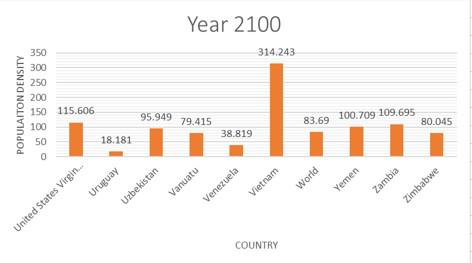 Year 2100
POPULAITON DENSITY
350
300
250
200
150
100
50
0
115.606
18.181
95.949
79.415
38.819
314.243
83.69
100.709
109.695
80.045
United States Virgin...
Uruguay
Uzbekistan
Vanuatu
Venezuela
Vietnam
World
Yemen
Zambia
Zimbabwe
COUNTRY